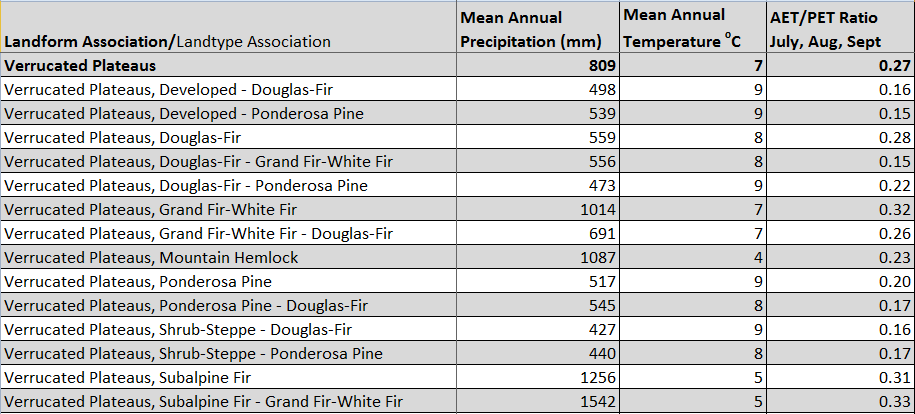 Landform Association/Landtype Association Mean Annual Precipitation (mm) Mean Annual Temperature °C AET/PET Ratio July, Aug, Sept
Verrucated Plateaus 809 7 0.27
Verrucated Plateaus, Developed - Douglas-Fir 498 9 0.16
Verrucated Plateaus, Developed - Ponderosa Pine 539 9 0.15
Verrucated Plateaus, Douglas-Fir 559 8 0.28
Verrucated Plateaus, Douglas-Fir - Grand Fir-White Fir 556 8 0.15
Verrucated Plateaus, Douglas-Fir - Ponderosa Pine 473 9 0.22
Verrucated Plateaus, Grand Fir-White Fir 1014 7 0.32
Verrucated Plateaus, Grand Fir-White Fir - Douglas-Fir 691 7 0.26
Verrucated Plateaus, Mountain Hemlock 1087 4 0.23
Verrucated Plateaus, Ponderosa Pine 517 9 0.20
Verrucated Plateaus, Ponderosa Pine - Douglas-Fir 545 8 0.17
Verrucated Plateaus, Shrub-Steppe - Douglas-Fir 427 9 0.16
Verrucated Plateaus, Shrub-Steppe - Ponderosa Pine 440 8 0.17
Verrucated Plateaus, Subalpine Fir 1256 5 0.31
Verrucated Plateaus, Subalpine Fir - Grand Fir-White Fir 1542 5 0.33